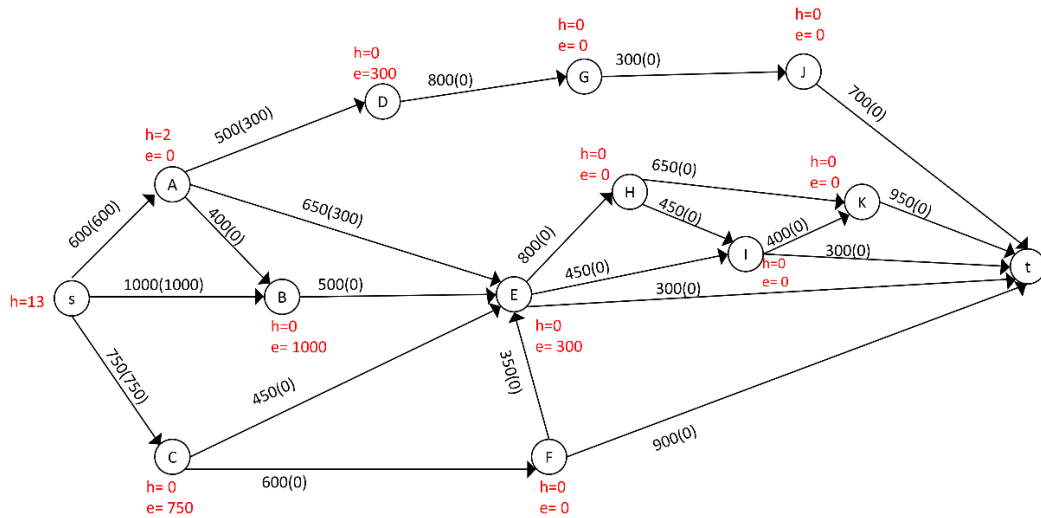 h=0
e= 0
J
h=0
e= 0
G
300(0)
h=0
e=300
D
800(0)
700(0)
500(300)
h=2
e= 0
A
h=0
e= 0
H
650(0)
h=0
e= 0
K
950(0)
600(600)
400(0)
650(300)
800(0)
450(0)
400(0)
I
h=0
e= 0
300(0)
t
h=13
s
1000(1000)
B
h=0
e= 1000
500(0)
E
h=0
e= 300
450(0)
300(0)
750(750)
450(0)
350(0)
900(0)
C
h= 0
e= 750
600(0)
F
h=0
e= 0